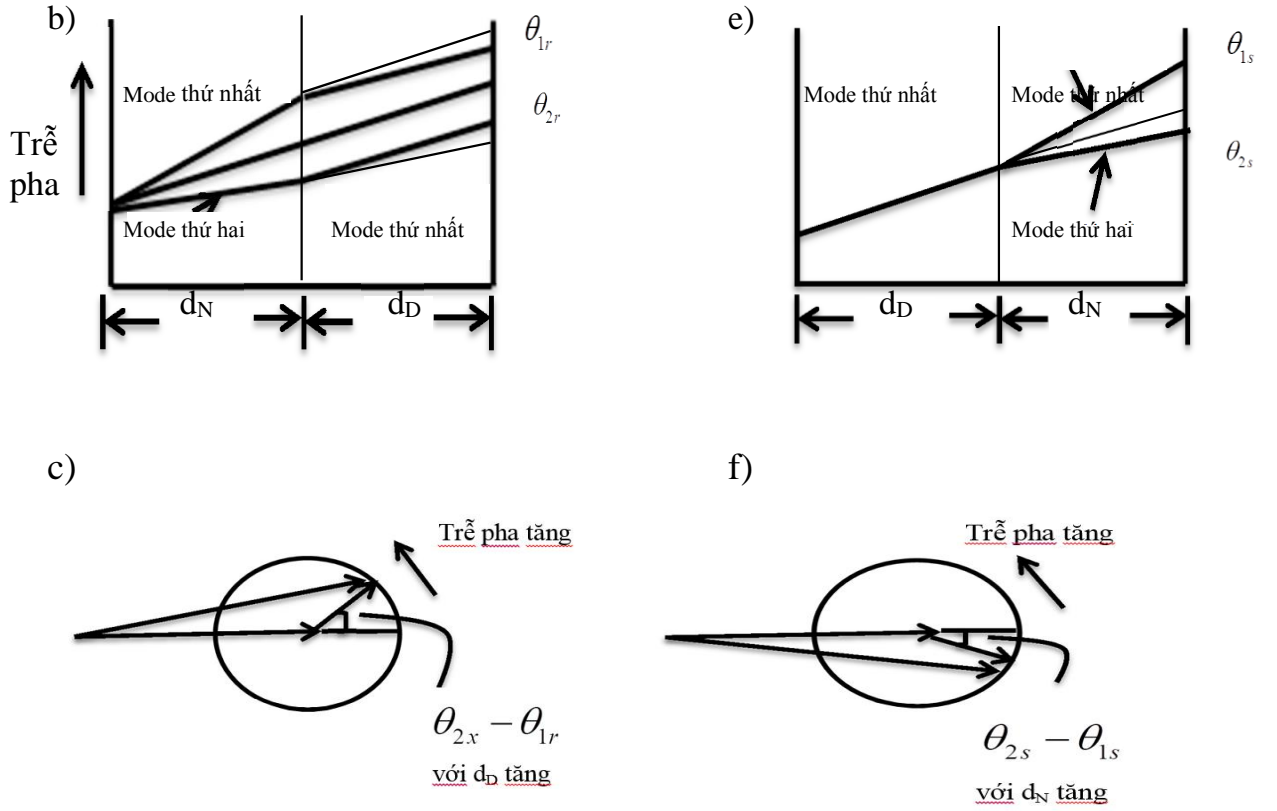 b)
Trễ
pha
Mode thứ nhất
Mode thứ hai
Mode thứ nhất
θ1r
θ2r
dN
dD
e)
Mode thứ nhất
Mode thứ nhất
Mode thứ hai
θ1s
θ2s
dD
dN
c)
Trễ pha tăng
θ2x − θ1r
với dD tăng
f)
Trễ pha tăng
θ2s − θ1s
với dN tăng